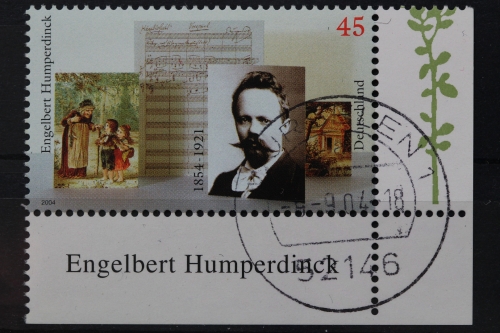 Engelbert Humperdinck
45
1854-1921
Deutschland
2004
Engelbert Humperdinck
-9.04-18
52146